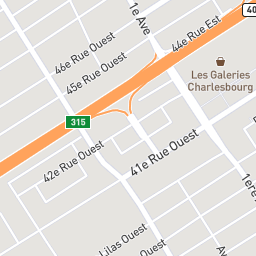 1e Ave
44e Rue Est
40
46e Rue Ouest
45e Rue Ouest
Les Galeries
Charlesbourg
315
42e Rue Ouest
41e Rue Ouest
1ere
Lilas Ouest